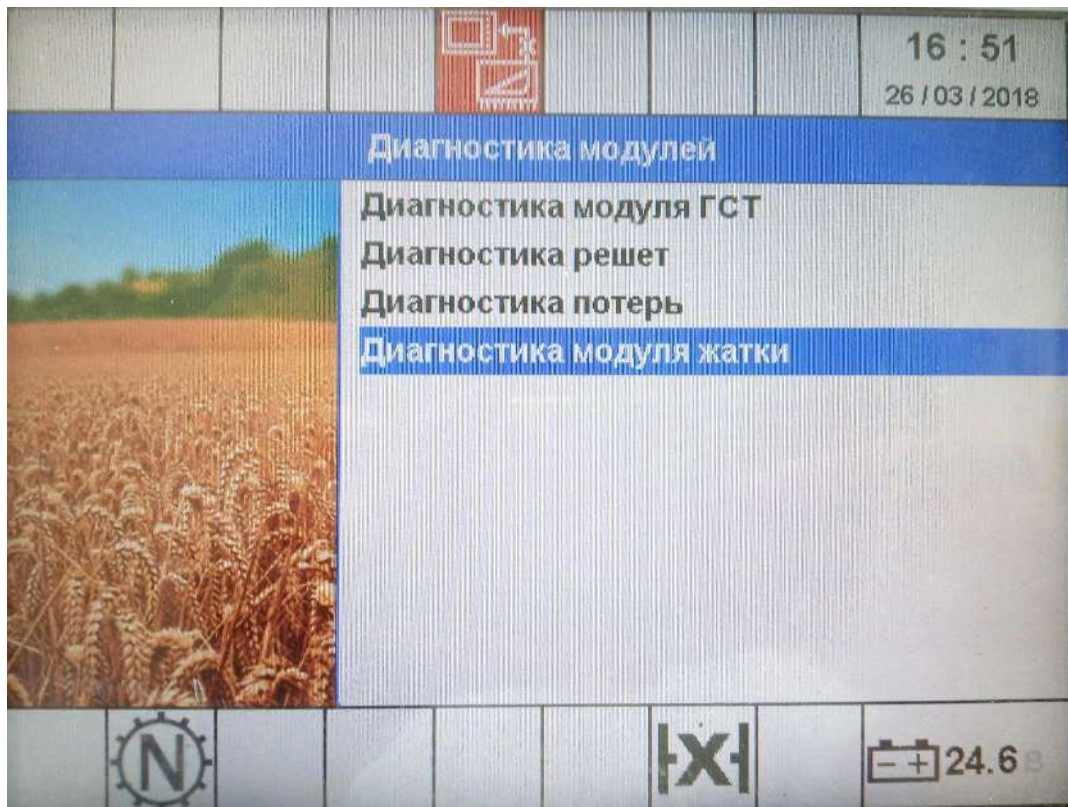 16 : 51
26 / 03 / 2018
Диагностика модулей
Диагностика модуля ГСТ
Диагностика решет
Диагностика потерь
Диагностика модуля жатки
N
X
- + 24.6 В